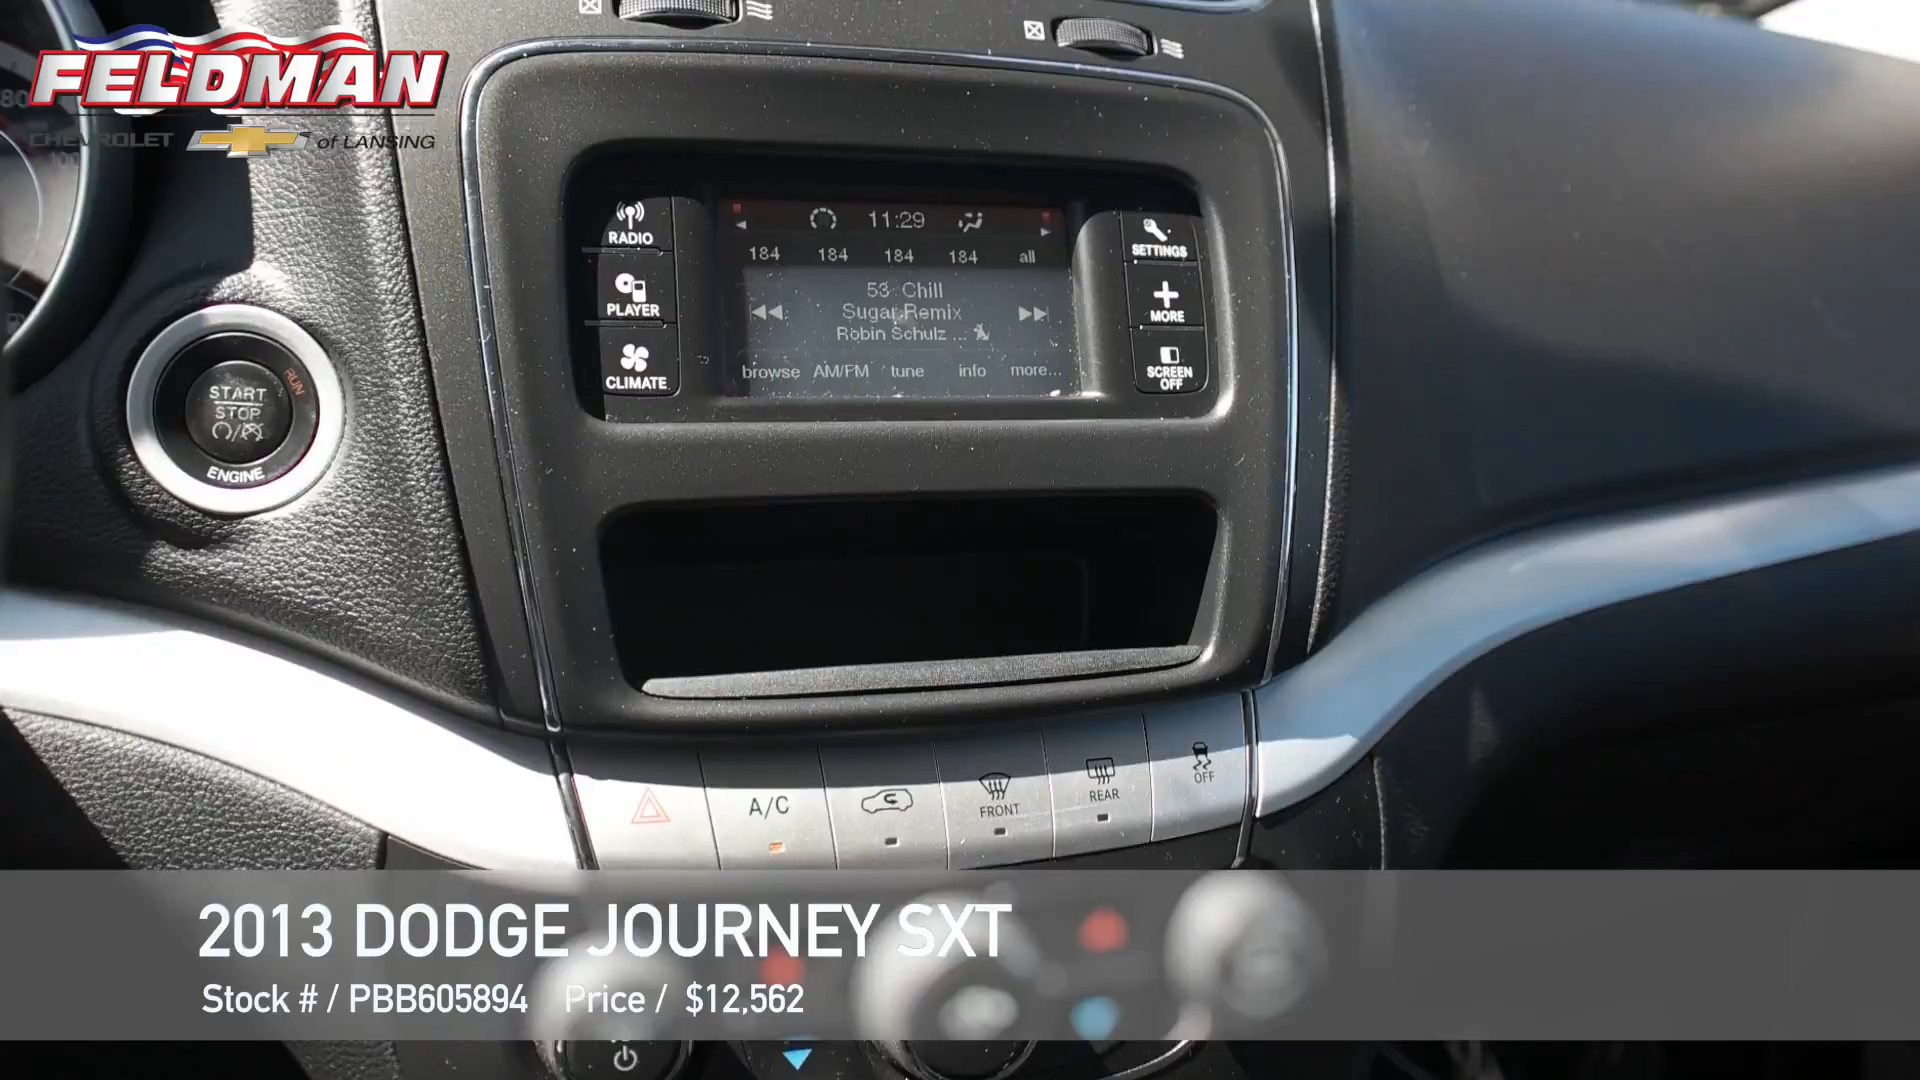 FELDMAN
CHEVROLET of LANSING
80
100
RADIO
PLAYER
CLIMATE
11:29
184 184 184 184 all
53 Chill
Sugar Remix
Robin Schulz ...
browse AM/FM tune info more...
SETTINGS
MORE
SCREEN
OFF
START
STOP
RUN
ENGINE
A/C
FRONT
REAR
OFF
2013 DODGE JOURNEY SXT
Stock # / PBB605894 Price / $12,562